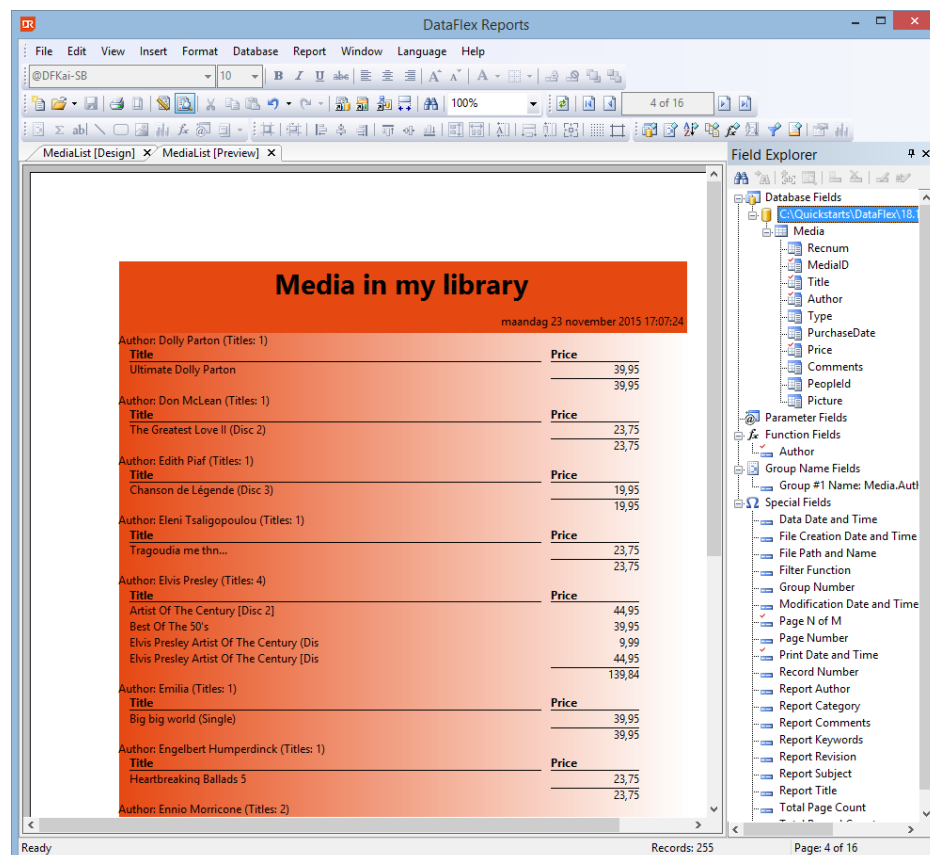 DR DataFlex Reports
File Edit View Insert Format Database Report Window Language Help
@DFKai-SB 10 B I U abc A A A
100% 4 of 16
Σ ab| fx @
MediaList [Design] MediaList [Preview]
Media in my library
maandag 23 november 2015 17:07:24
Author: Dolly Parton (Titles: 1)
Title Price
Ultimate Dolly Parton 39,95
39,95
Author: Don McLean (Titles: 1)
Title Price
The Greatest Love II (Disc 2) 23,75
23,75
Author: Edith Piaf (Titles: 1)
Title Price
Chanson de Légende (Disc 3) 19,95
19,95
Author: Eleni Tsaligopoulou (Titles: 1)
Title Price
Tragoudia me thn... 23,75
23,75
Author: Elvis Presley (Titles: 4)
Title Price
Artist Of The Century [Disc 2] 44,95
Best Of The 50's 39,95
Elvis Presley Artist Of The Century (Dis 9,99
Elvis Presley Artist Of The Century [Dis 44,95
139,84
Author: Emilia (Titles: 1)
Title Price
Big big world (Single) 39,95
39,95
Author: Engelbert Humperdinck (Titles: 1)
Title Price
Heartbreaking Ballads 5 23,75
23,75
Author: Ennio Morricone (Titles: 2)
Field Explorer
Database Fields
C:\Quickstarts\DataFlex\18.1
Media
Recnum
MediaID
Title
Author
Type
PurchaseDate
Price
Comments
PeopleId
Picture
Parameter Fields
Function Fields
Author
Group Name Fields
Group #1 Name: Media.Auth
Special Fields
Data Date and Time
File Creation Date and Time
File Path and Name
Filter Function
Group Number
Modification Date and Time
Page N of M
Page Number
Print Date and Time
Record Number
Report Author
Report Category
Report Comments
Report Keywords
Report Revision
Report Subject
Report Title
Total Page Count
Ready Records: 255 Page: 4 of 16